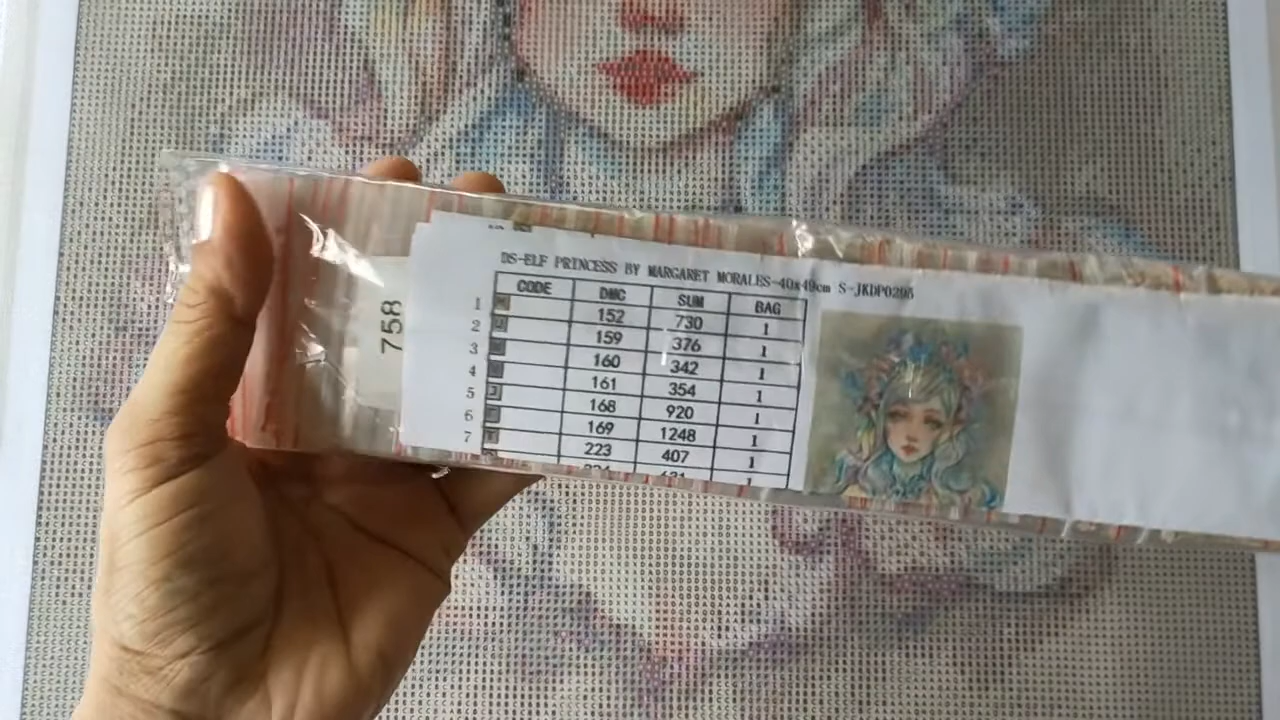 DS-ELF PRINCESS BY MARGARET MORALES-40x49cm S-JKDP0295
CODE DMC SUM BAG
1 152 730 1
2 159 376 1
3 160 342 1
4 161 354 1
5 168 920 1
6 169 1248 1
7 223 407 1
758